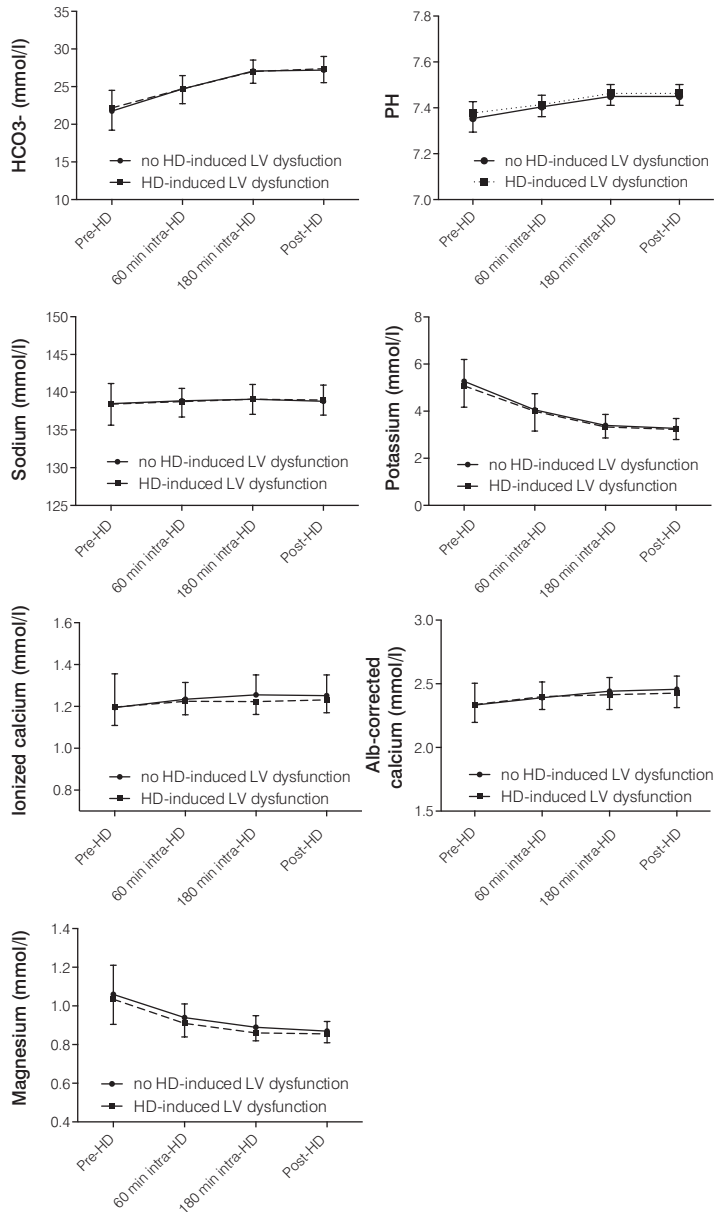 HCO3- (mmol/l)
35
30
25
20
15
10
no HD-induced LV dysfuction
HD-induced LV dysfunction
Pre-HD
60 min intra-HD
180 min intra-HD
Post-HD
PH
7.8
7.6
7.4
7.2
7.0
no HD-induced LV dysfunction
HD-induced LV dysfunction
Pre-HD
60 min intra-HD
180 min intra-HD
Post-HD
Sodium (mmol/l)
150
145
140
135
130
125
no HD-induced LV dysfunction
HD-induced LV dysfunction
Pre-HD
60 min intra-HD
180 min intra-HD
Post-HD
Potassium (mmol/l)
8
6
4
2
0
no HD-induced LV dysfunction
HD-induced LV dysfunction
Pre-HD
60 min intra-HD
180 min intra-HD
Post-HD
Ionized calcium (mmol/l)
1.6
1.4
1.2
1.0
0.8
no HD-induced LV dysfunction
HD-induced LV dysfunction
Pre-HD
60 min intra-HD
180 min intra-HD
Post-HD
Alb-corrected
calcium (mmol/l)
3.0
2.5
2.0
1.5
no HD-induced LV dysfunction
HD-induced LV dysfunction
Pre-HD
60 min intra-HD
180 min intra-HD
Post-HD
Magnesium (mmol/l)
1.4
1.2
1.0
0.8
0.6
0.4
no HD-induced LV dysfunction
HD-induced LV dysfunction
Pre-HD
60 min intra-HD
180 min intra-HD
Post-HD